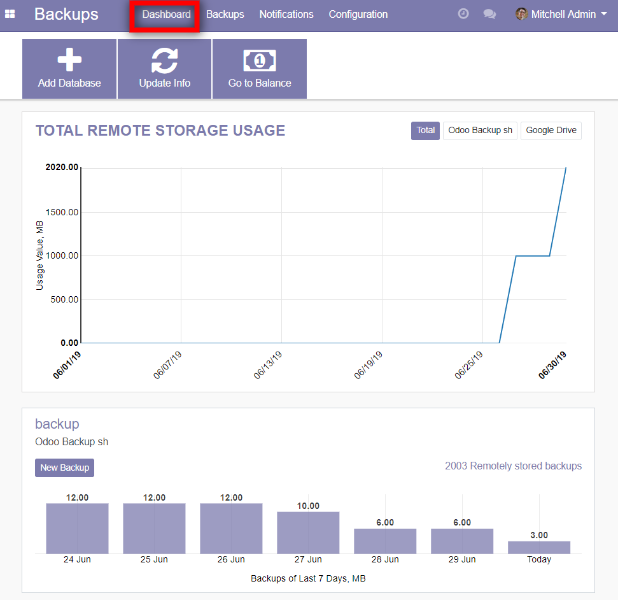 Backups Dashboard Backups Notifications Configuration Mitchell Admin
Add Database Update Info 1 Go to Balance
TOTAL REMOTE STORAGE USAGE Total Odoo Backup sh Google Drive
2020.00
1500.00
1000.00
500.00
0.00
Usage Value, MB
06/01/19 06/07/19 06/13/19 06/19/19 06/25/19 06/30/19
backup
Odoo Backup sh
New Backup 2003 Remotely stored backups
12.00 12.00 12.00 10.00 6.00 6.00 3.00
24 Jun 25 Jun 26 Jun 27 Jun 28 Jun 29 Jun Today
Backups of Last 7 Days, MB